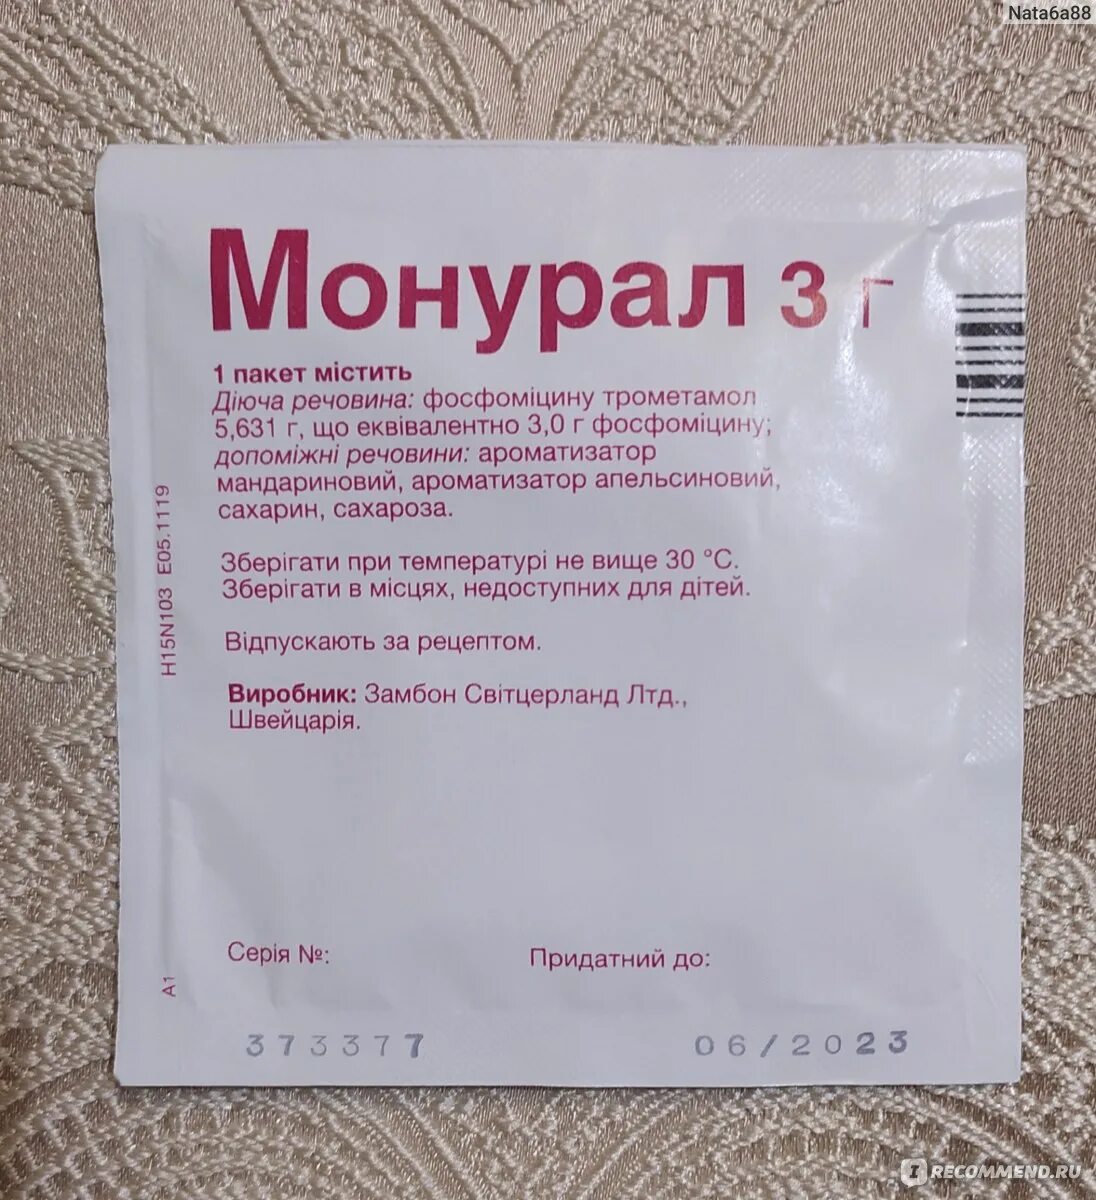 Nata6a88
Монурал 3 г
1 пакет містить
Діюча речовина: фосфоміцину трометамол
5,631 г, що еквівалентно 3,0 г фосфоміцину;
допоміжні речовини: ароматизатор
мандариновий, ароматизатор апельсиновий,
сахарин, сахароза.
Зберігати при температурі не вище 30 °C.
Зберігати в місцях, недоступних для дітей.
Відпускають за рецептом.
Виробник: Замбон Світцерланд Лтд.,
Швейцарія.
H15N103 E05.1119
A1
Серія №:
Придатний до:
373377
06/2023
I RECOMMEND.RU